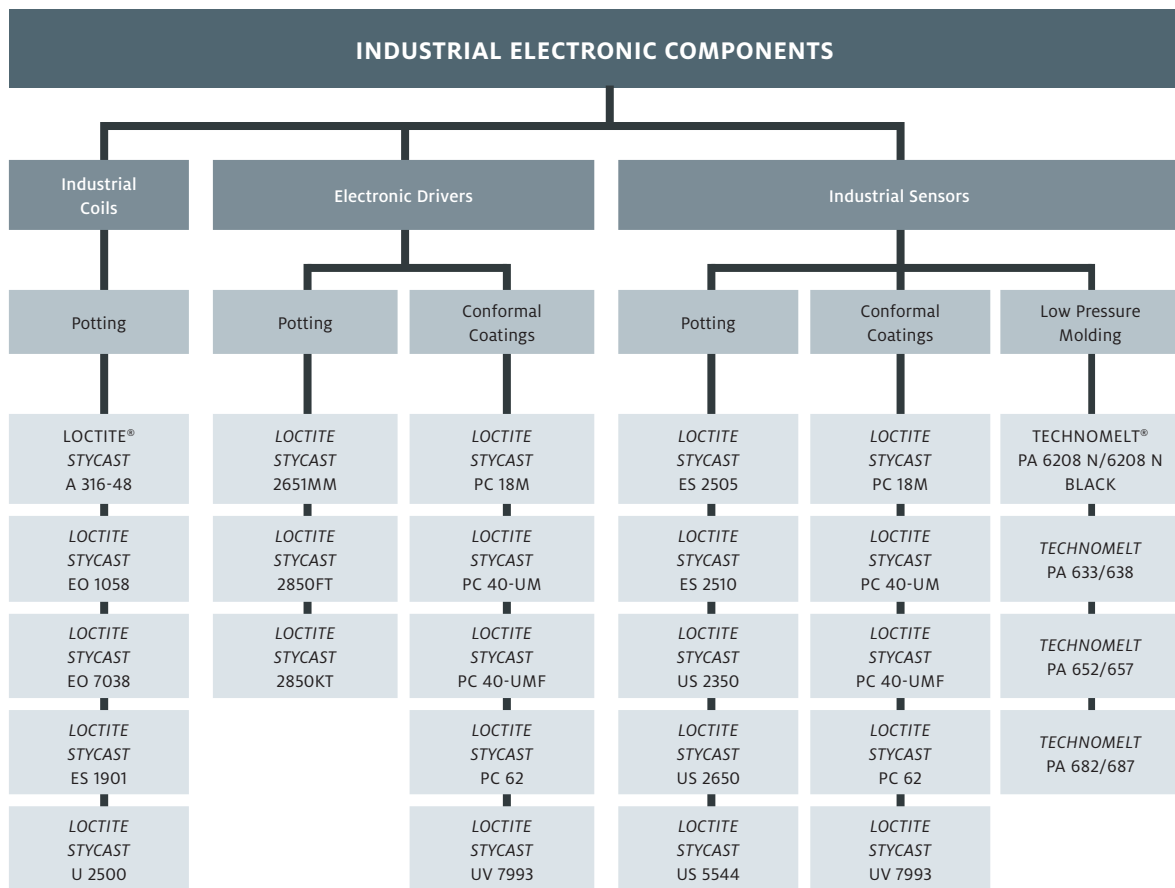 INDUSTRIAL ELECTRONIC COMPONENTS
Industrial
Coils
Electronic Drivers
Industrial Sensors
Potting
Potting
Conformal
Coatings
Potting
Conformal
Coatings
Low Pressure
Molding
LOCTITE®
STYCAST
A 316-48
LOCTITE
STYCAST
EO 1058
LOCTITE
STYCAST
EO 7038
LOCTITE
STYCAST
ES 1901
LOCTITE
STYCAST
U 2500
LOCTITE
STYCAST
2651MM
LOCTITE
STYCAST
2850FT
LOCTITE
STYCAST
2850KT
LOCTITE
STYCAST
PC 18M
LOCTITE
STYCAST
PC 40-UM
LOCTITE
STYCAST
PC 40-UMF
LOCTITE
STYCAST
PC 62
LOCTITE
STYCAST
UV 7993
LOCTITE
STYCAST
ES 2505
LOCTITE
STYCAST
ES 2510
LOCTITE
STYCAST
US 2350
LOCTITE
STYCAST
US 2650
LOCTITE
STYCAST
US 5544
LOCTITE
STYCAST
PC 18M
LOCTITE
STYCAST
PC 40-UM
LOCTITE
STYCAST
PC 40-UMF
LOCTITE
STYCAST
PC 62
LOCTITE
STYCAST
UV 7993
TECHNOMELT®
PA 6208 N/6208 N
BLACK
TECHNOMELT
PA 633/638
TECHNOMELT
PA 652/657
TECHNOMELT
PA 682/687